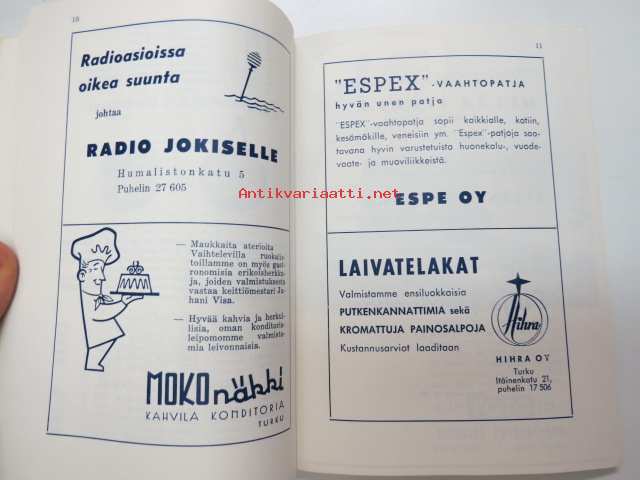 10
Radioasioissa
oikea suunta
johtaa
RADIO JOKISELLE
Humalistonkatu 5
Puhelin 27 605
— Maukkaita aterioita
Vaihtelevilla ruokalis-
toillamme on myös gast-
ronomisia erikoisherkku-
ja, joiden valmistuksesta
vastaa keittiömestari Ju-
hani Visa.
— Hyvää kahvia ja herkul-
lisia, oman konditoria-
leipomomme valmista-
mia leivonnaisia.
MOKOnäkki
KAHVILA KONDITORIA
TURKU
11
"ESPEX"-VAAHTOPATJA
hyvän unen patja
"ESPEX"-vaahtopatja sopii kaikkialle, kotiin,
kesämökille, veneisiin ym. "Espex"-patjoja saa-
tavana hyvin varustetuista huonekalu-, vuode-
vaate- ja muoviliikkeistä.
ESPE OY
Antikvariaatti.net
LAIVATELAKAT
Valmistamme ensiluokkaisia
PUTKENKANNATTIMIA sekä
KROMATTUJA PAINOSALPOJA
Kustannusarviot laaditaan
Hihra
HIHRA OY
Turku
Itäinenkatu 21,
puhelin 17 506